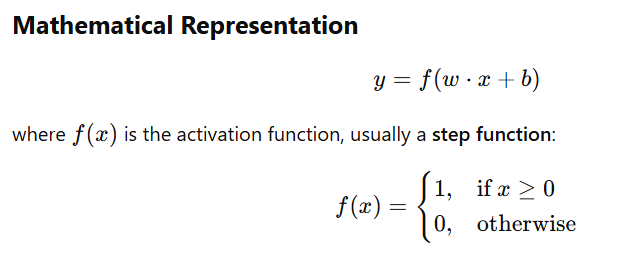 Mathematical Representation
y = f(w · x + b)
where f(x) is the activation function, usually a step function:
f(x) = { 1, if x ≥ 0
0, otherwise